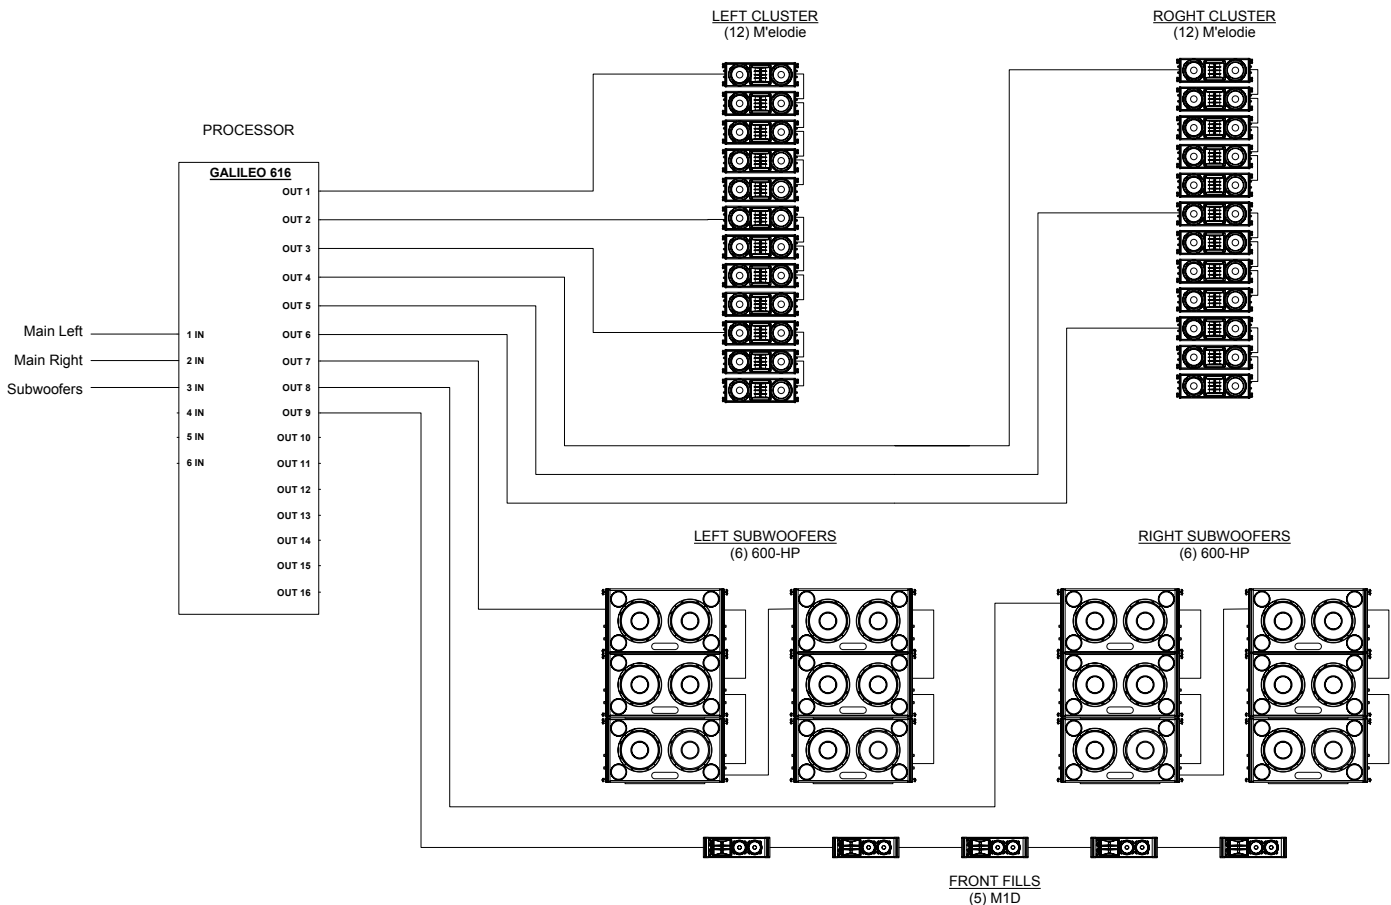 LEFT CLUSTER
(12) M'elodie
ROGHT CLUSTER
(12) M'elodie
PROCESSOR
GALILEO 616
OUT 1
OUT 2
OUT 3
OUT 4
OUT 5
Main Left
1 IN
OUT 6
Main Right
2 IN
OUT 7
Subwoofers
3 IN
OUT 8
4 IN
OUT 9
5 IN
OUT 10
6 IN
OUT 11
OUT 12
OUT 13
OUT 14
OUT 15
OUT 16
LEFT SUBWOOFERS
(6) 600-HP
RIGHT SUBWOOFERS
(6) 600-HP
FRONT FILLS
(5) M1D